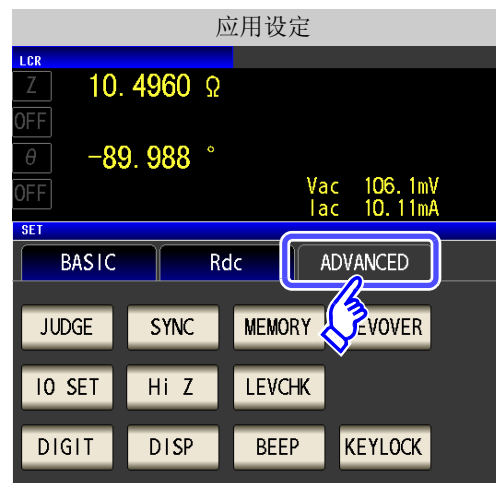 应用设定
LCR
Z 10.4960 Ω
OFF
θ -89.988 °
OFF
Vac 106.1mV
Iac 10.11mA
SET
BASIC Rdc ADVANCED
JUDGE SYNC MEMORY EVOVER
IO SET Hi Z LEVCHK
DIGIT DISP BEEP KEYLOCK